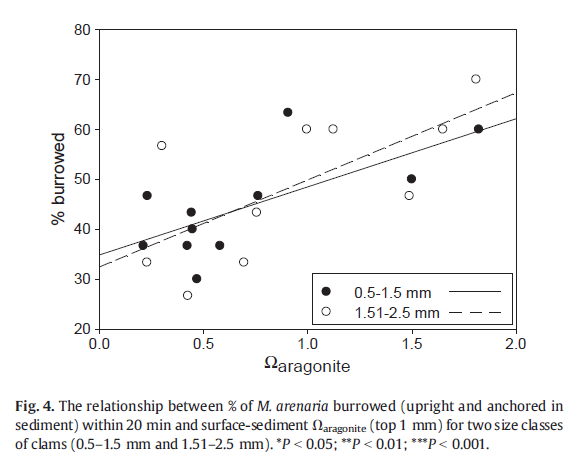 80
70
60
50
40
30
20
% burrowed
0.5-1.5 mm
1.51-2.5 mm
0.0 0.5 1.0 1.5 2.0
Ωaragonite
Fig. 4. The relationship between % of M. arenaria burrowed (upright and anchored in
sediment) within 20 min and surface-sediment Ωaragonite (top 1 mm) for two size classes
of clams (0.5–1.5 mm and 1.51–2.5 mm). *P < 0.05; **P < 0.01; ***P < 0.001.